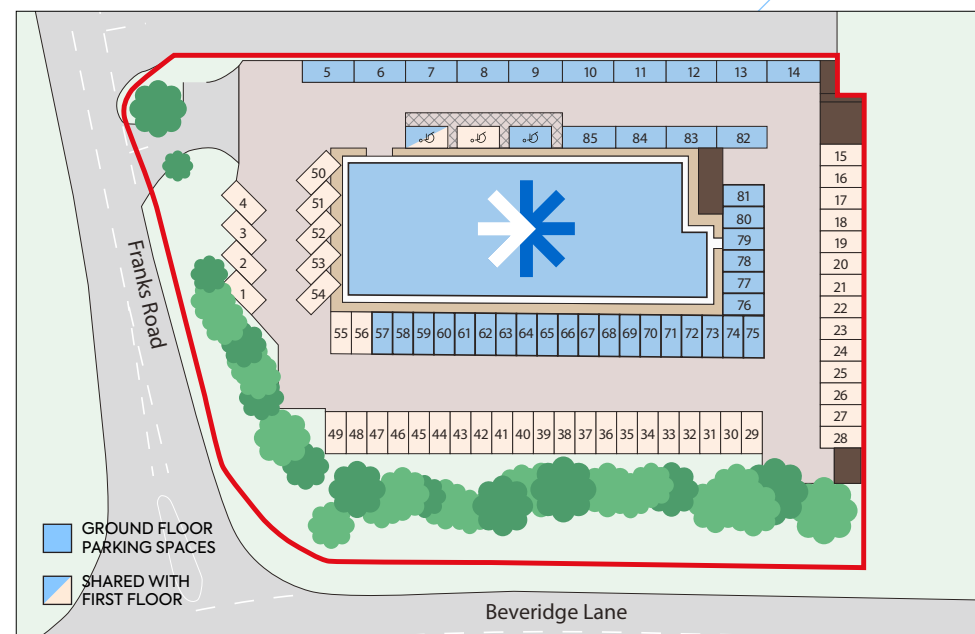 5 6 7 8 9 10 11 12 13 14
85 84 83 82
15
16
17
18
19
20
21
22
23
24
25
26
27
28
50
51
52
53
54
4
3
2
1
81
80
79
78
77
76
Franks Road
55 56 57 58 59 60 61 62 63 64 65 66 67 68 69 70 71 72 73 74 75
49 48 47 46 45 44 43 42 41 40 39 38 37 36 35 34 33 32 31 30 29
GROUND FLOOR
PARKING SPACES
SHARED WITH
FIRST FLOOR
Beveridge Lane